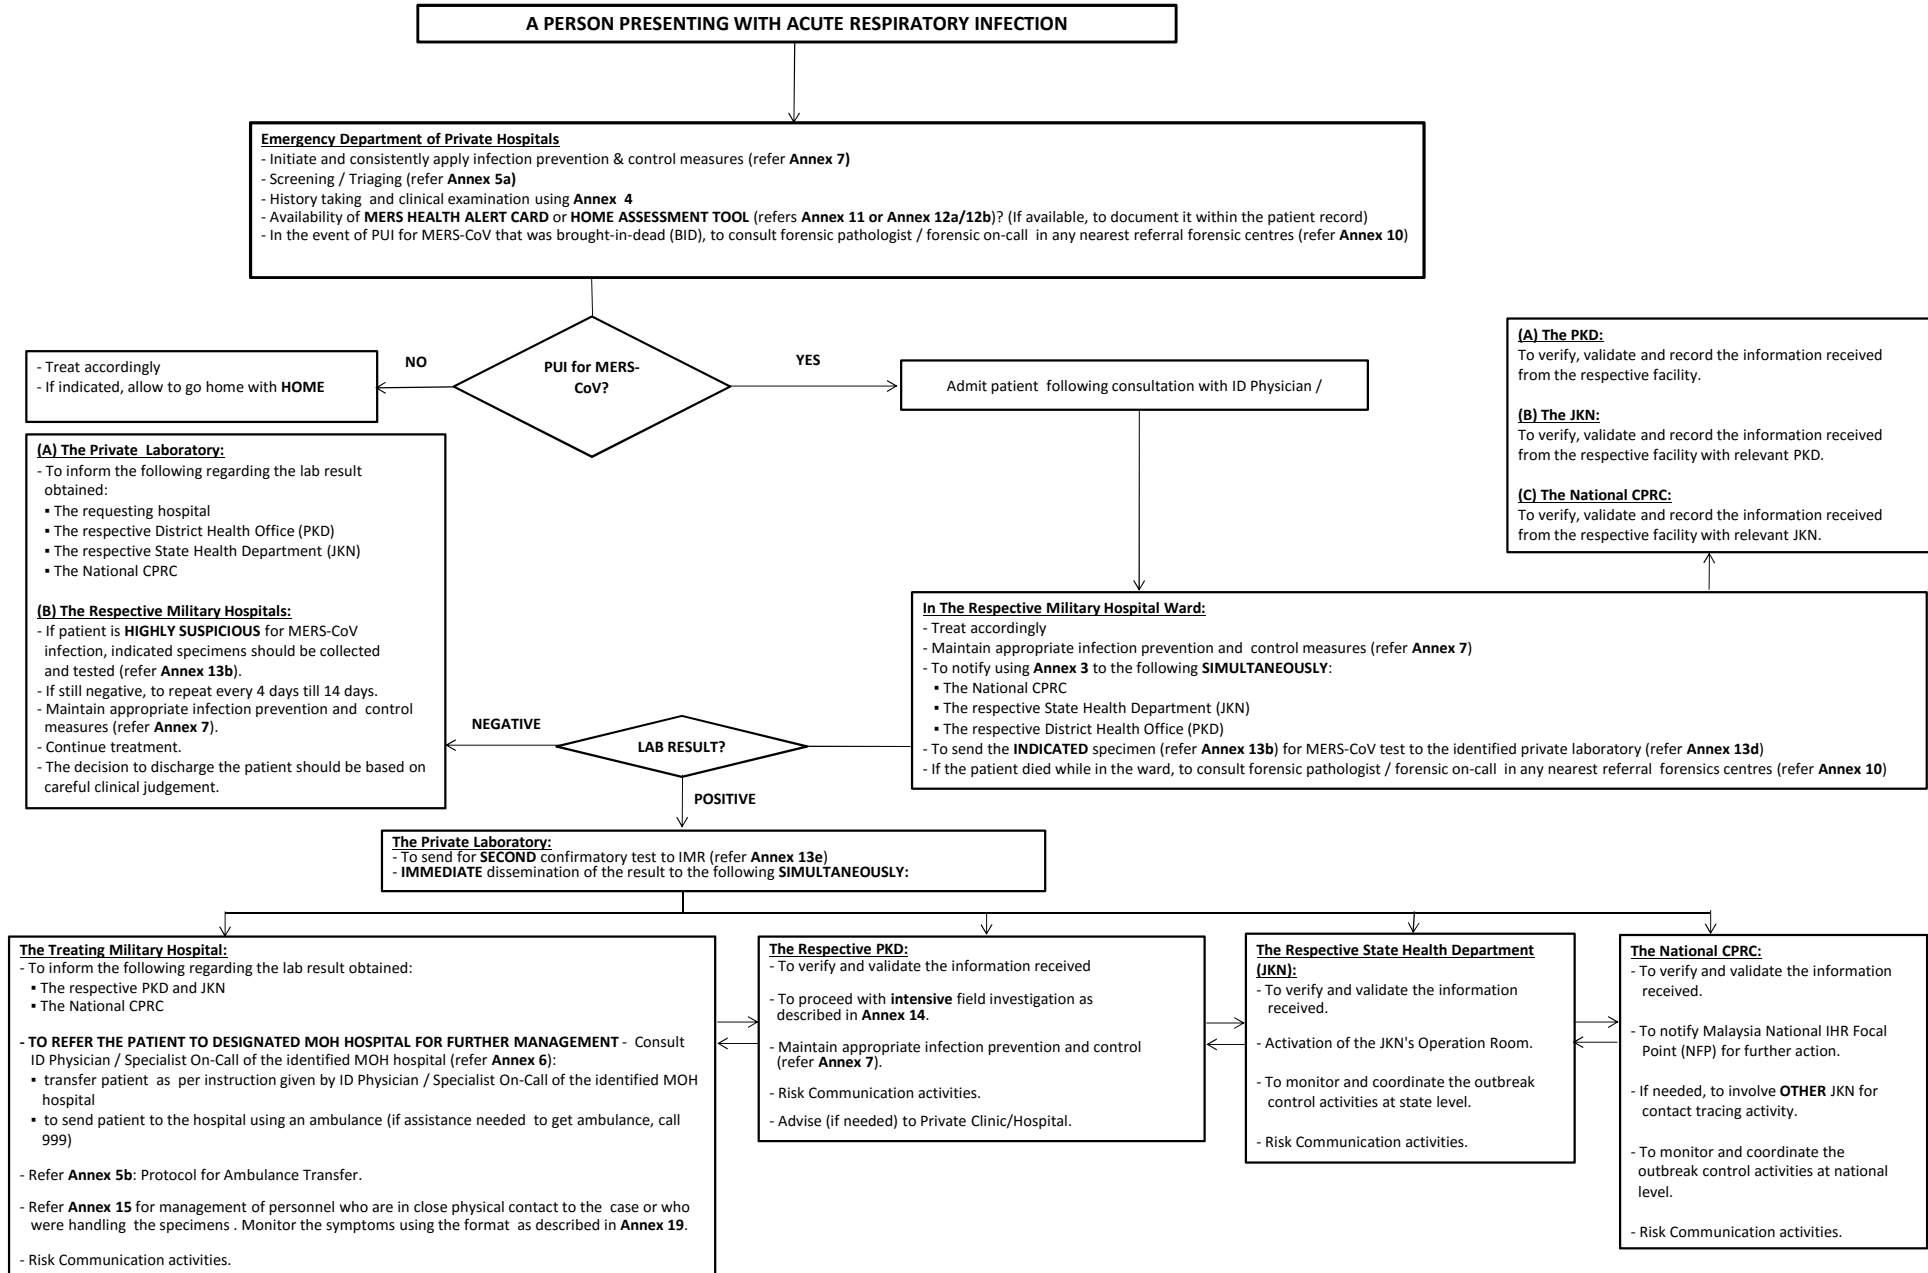 A PERSON PRESENTING WITH ACUTE RESPIRATORY INFECTION
Emergency Department of Private Hospitals
- Initiate and consistently apply infection prevention & control measures (refer Annex 7)
- Screening / Triaging (refer Annex 5a)
- History taking and clinical examination using Annex 4
- Availability of MERS HEALTH ALERT CARD or HOME ASSESSMENT TOOL (refers Annex 11 or Annex 12a/12b)? (If available, to document it within the patient record)
- In the event of PUI for MERS-CoV that was brought-in-dead (BID), to consult forensic pathologist / forensic on-call in any nearest referral forensic centres (refer Annex 10)
PUI for MERS-
CoV?
NO
YES
- Treat accordingly
- If indicated, allow to go home with HOME
Admit patient following consultation with ID Physician /
(A) The PKD:
To verify, validate and record the information received
from the respective facility.
(B) The JKN:
To verify, validate and record the information received
from the respective facility with relevant PKD.
(C) The National CPRC:
To verify, validate and record the information received
from the respective facility with relevant JKN.
(A) The Private Laboratory:
- To inform the following regarding the lab result
obtained:
▪ The requesting hospital
▪ The respective District Health Office (PKD)
▪ The respective State Health Department (JKN)
▪ The National CPRC
(B) The Respective Military Hospitals:
- If patient is HIGHLY SUSPICIOUS for MERS-CoV
infection, indicated specimens should be collected
and tested (refer Annex 13b).
- If still negative, to repeat every 4 days till 14 days.
- Maintain appropriate infection prevention and control
measures (refer Annex 7).
- Continue treatment.
- The decision to discharge the patient should be based on
careful clinical judgement.
In The Respective Military Hospital Ward:
- Treat accordingly
- Maintain appropriate infection prevention and control measures (refer Annex 7)
- To notify using Annex 3 to the following SIMULTANEOUSLY:
▪ The National CPRC
▪ The respective State Health Department (JKN)
▪ The respective District Health Office (PKD)
- To send the INDICATED specimen (refer Annex 13b) for MERS-CoV test to the identified private laboratory (refer Annex 13d)
- If the patient died while in the ward, to consult forensic pathologist / forensic on-call in any nearest referral forensics centres (refer Annex 10)
NEGATIVE
LAB RESULT?
POSITIVE
The Private Laboratory:
- To send for SECOND confirmatory test to IMR (refer Annex 13e)
- IMMEDIATE dissemination of the result to the following SIMULTANEOUSLY:
The Treating Military Hospital:
- To inform the following regarding the lab result obtained:
▪ The respective PKD and JKN
▪ The National CPRC
- TO REFER THE PATIENT TO DESIGNATED MOH HOSPITAL FOR FURTHER MANAGEMENT - Consult
ID Physician / Specialist On-Call of the identified MOH hospital (refer Annex 6):
▪ transfer patient as per instruction given by ID Physician / Specialist On-Call of the identified MOH
hospital
▪ to send patient to the hospital using an ambulance (if assistance needed to get ambulance, call
999)
- Refer Annex 5b: Protocol for Ambulance Transfer.
- Refer Annex 15 for management of personnel who are in close physical contact to the case or who
were handling the specimens . Monitor the symptoms using the format as described in Annex 19.
- Risk Communication activities.
The Respective PKD:
- To verify and validate the information received
- To proceed with intensive field investigation as
described in Annex 14.
- Maintain appropriate infection prevention and control
(refer Annex 7).
- Risk Communication activities.
- Advise (if needed) to Private Clinic/Hospital.
The Respective State Health Department
(JKN):
- To verify and validate the information
received.
- Activation of the JKN's Operation Room.
- To monitor and coordinate the outbreak
control activities at state level.
- Risk Communication activities.
The National CPRC:
- To verify and validate the information
received.
- To notify Malaysia National IHR Focal
Point (NFP) for further action.
- If needed, to involve OTHER JKN for
contact tracing activity.
- To monitor and coordinate the
outbreak control activities at national
level.
- Risk Communication activities.